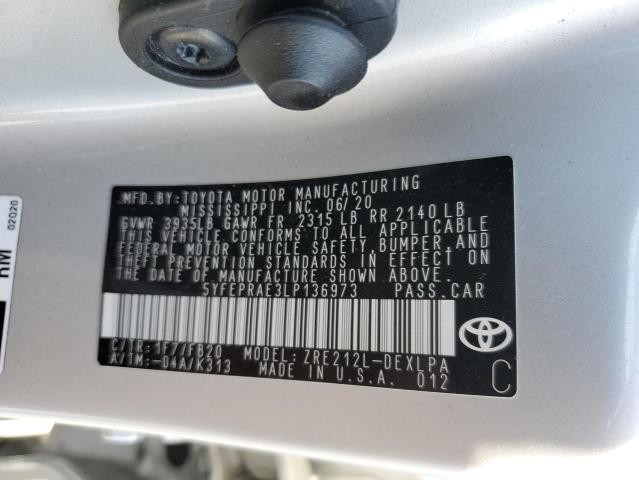 MFD.BY:TOYOTA MOTOR MANUFACTURING
MISSISSIPPI INC. 06/20
GVWR 3935LB GAWR FR 2315 LB RR 2140 LB
THIS VEHICLE CONFORMS TO ALL APPLICABLE
FEDERAL MOTOR VEHICLE SAFETY,BUMPER,AND
THEFT PREVENTION STANDARDS IN EFFECT ON
THE DATE OF MANUFACTURE SHOWN ABOVE.
5YFEPRAE3LP136973 PASS.CAR
C/TR:1F7/FB20 MODEL:ZRE212L-DEXLPA
A/TM:-04A/K313 MADE IN U.S.A. 012
C
02020
RM